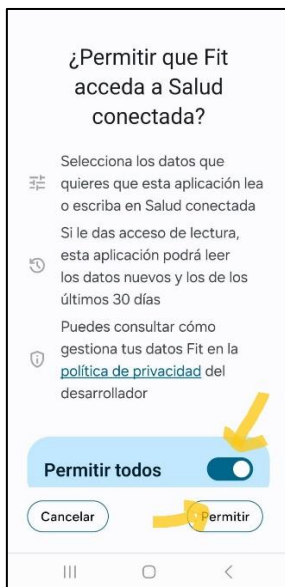 ¿Permitir que Fit
acceda a Salud
conectada?
Selecciona los datos que
quieres que esta aplicación lea
o escriba en Salud conectada
Si le das acceso de lectura,
esta aplicación podrá leer
los datos nuevos y los de los
últimos 30 días
Puedes consultar cómo
gestiona tus datos Fit en la
política de privacidad del
desarrollador
Permitir todos
Cancelar
Permitir